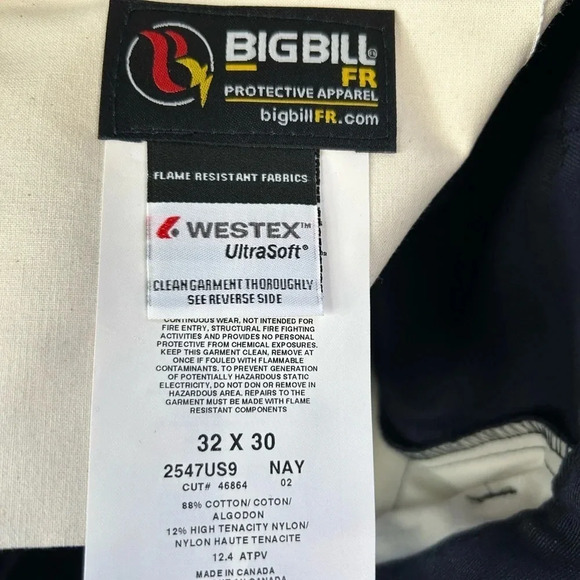 BIGBILL®
FR
PROTECTIVE APPAREL
bigbillFR.com
FLAME RESISTANT FABRICS
WESTEX™
UltraSoft®
CLEAN GARMENT THOROUGHLY
SEE REVERSE SIDE
CONTINUOUS WEAR, NOT INTENDED FOR
FIRE ENTRY, STRUCTURAL FIRE FIGHTING
ACTIVITIES AND PROVIDES NO PERSONAL
PROTECTIVE FROM CHEMICAL EXPOSURES.
KEEP THIS GARMENT CLEAN, REMOVE AT
ONCE IF FOULED WITH FLAMMABLE
CONTAMINANTS. TO PREVENT GENERATION
OF POTENTIALLY HAZARDOUS STATIC
ELECTRICITY, DO NOT DON OR REMOVE IN
HAZARDOUS AREA. REPAIRS TO THE
GARMENT MUST BE MADE WITH FLAME
RESISTANT COMPONENTS
32 X 30
2547US9 NAY
CUT# 46864 02
88% COTTON/ COTON/
ALGODON
12% HIGH TENACITY NYLON/
NYLON HAUTE TENACITE
12.4 ATPV
MADE IN CANADA